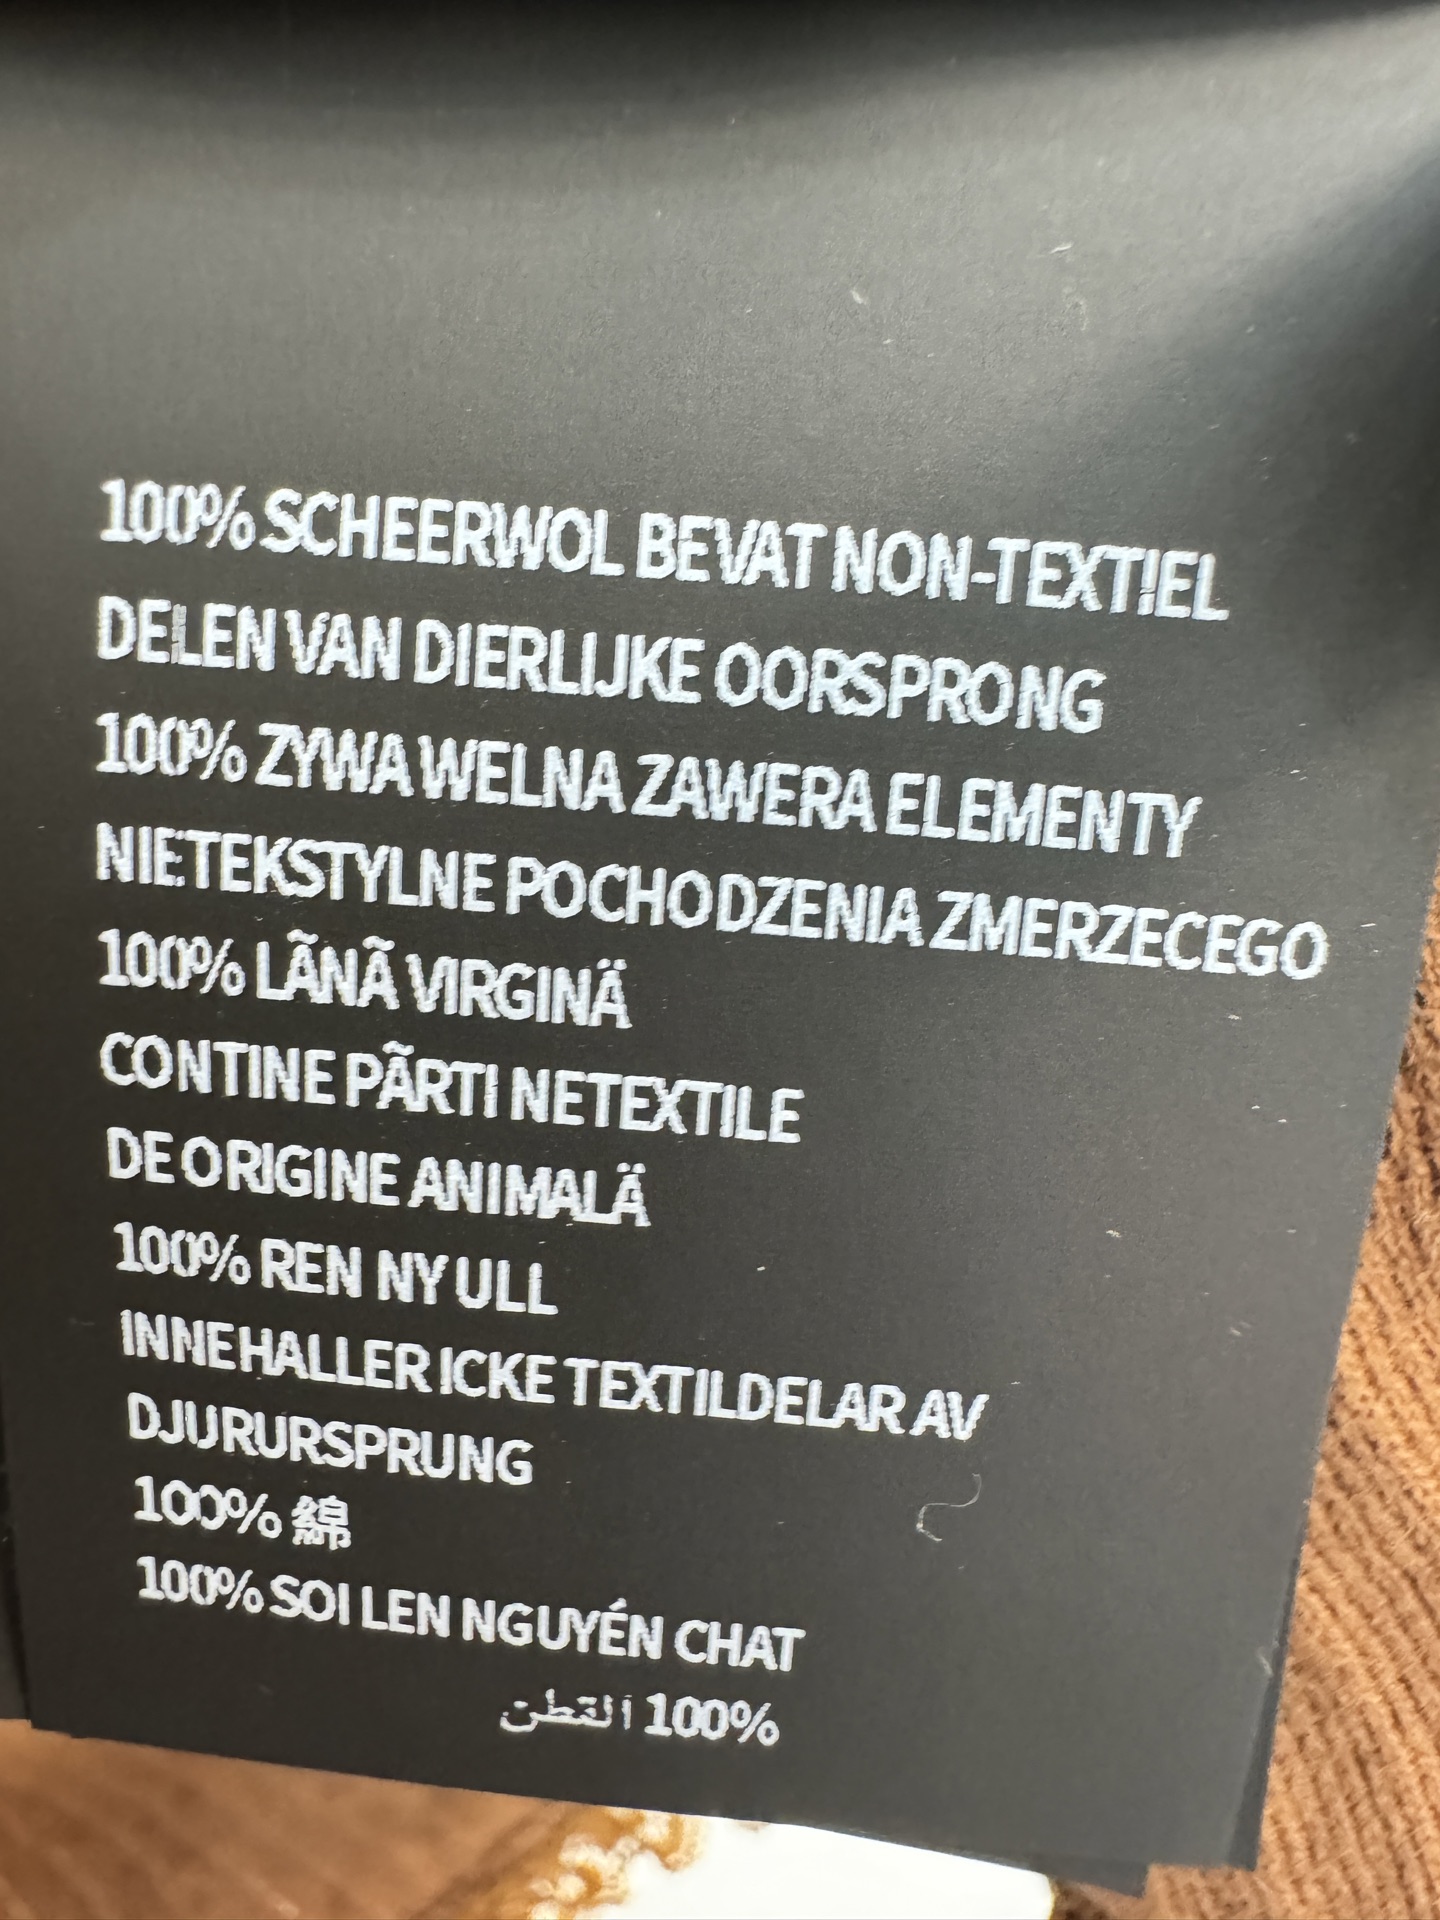 100% SCHEERWOL BEVAT NON-TEXTIEL
DELEN VAN DIERLIJKE OORSPRONG
100% ZYWA WELNA ZAWERA ELEMENTY
NIETEKSTYLNE POCHODZENIA ZMERZECEGO
100% LÃNÃ VIRGINÄ
CONTINE PÃRTI NETEXTILE
DE ORIGINE ANIMALÄ
100% REN NY ULL
INNEHALLER ICKE TEXTILDELAR AV
DJURURSPRUNG
100% 綿
100% SOI LEN NGUYÉN CHAT
100% القطن